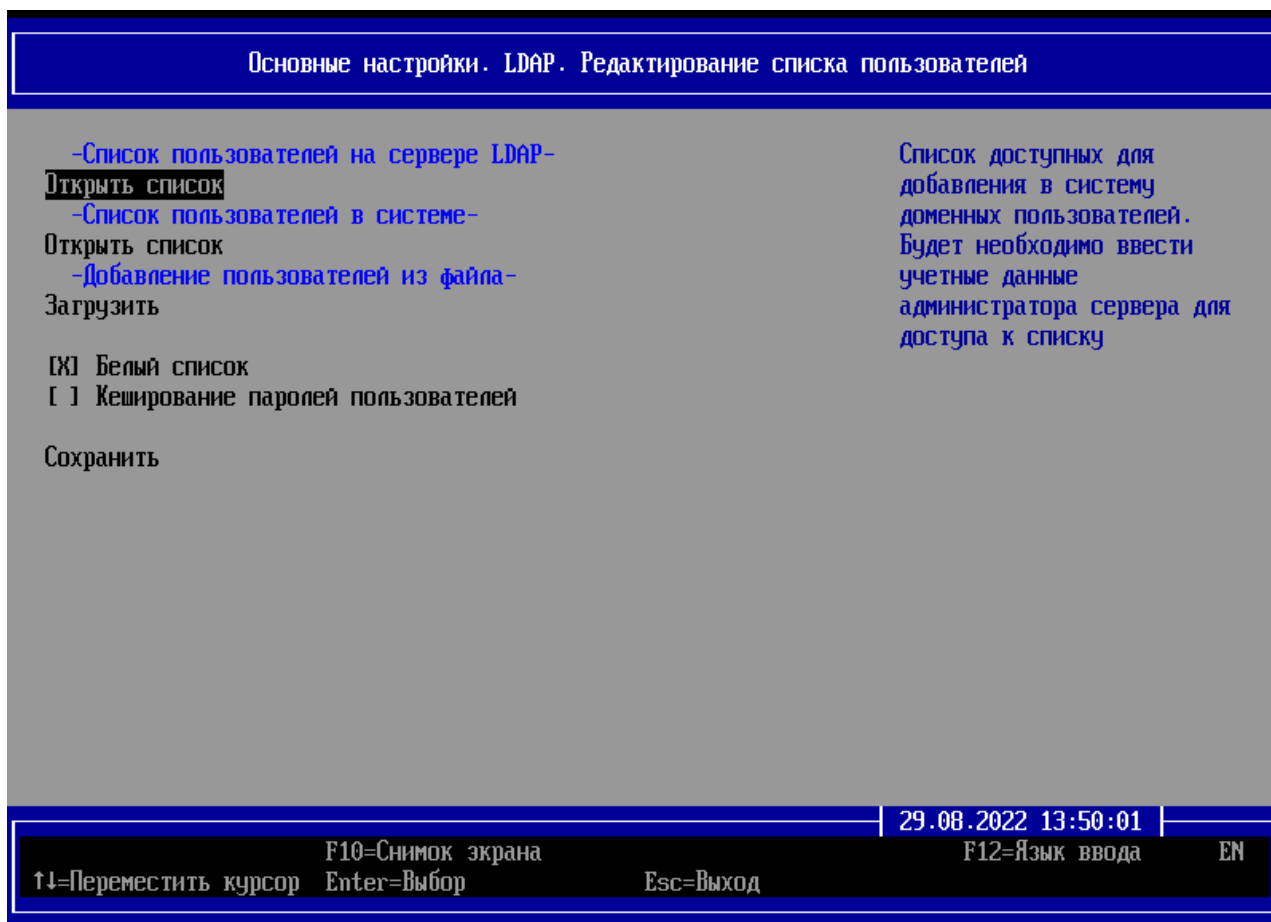 Основные настройки. LDAP. Редактирование списка пользователей
-Список пользователей на сервере LDAP-
Открыть список
-Список пользователей в системе-
Открыть список
-Добавление пользователей из файла-
Загрузить
[X] Белый список
[ ] Кеширование паролей пользователей
Сохранить
Список доступных для
добавления в систему
доменных пользователей.
Будет необходимо ввести
учетные данные
администратора сервера для
доступа к списку
29.08.2022 13:50:01
F10=Снимок экрана F12=Язык ввода EN
↑↓=Переместить курсор Enter=Выбор Esc=Выход